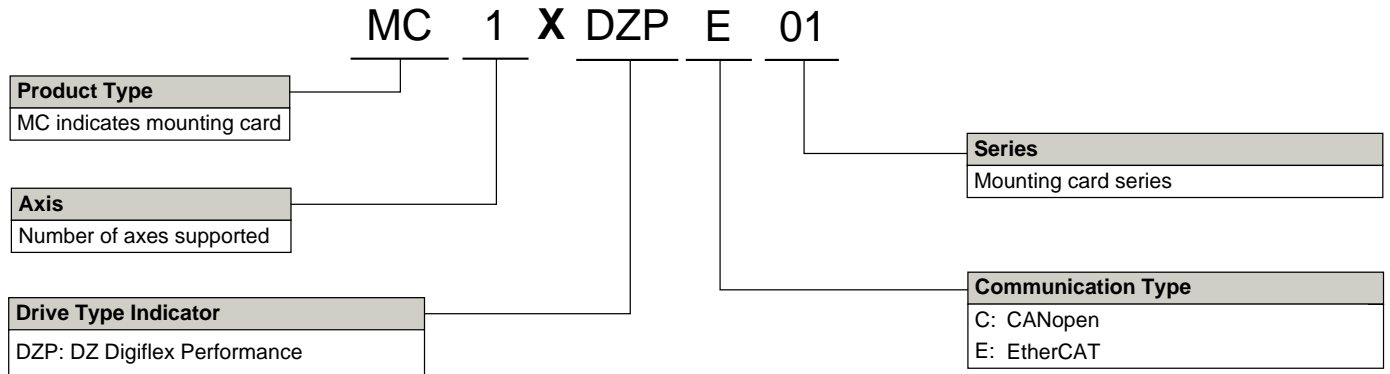 MC 1 X DZP E 01
Product Type
MC indicates mounting card
Axis
Number of axes supported
Drive Type Indicator
DZP: DZ Digiflex Performance
Series
Mounting card series
Communication Type
C: CANopen
E: EtherCAT